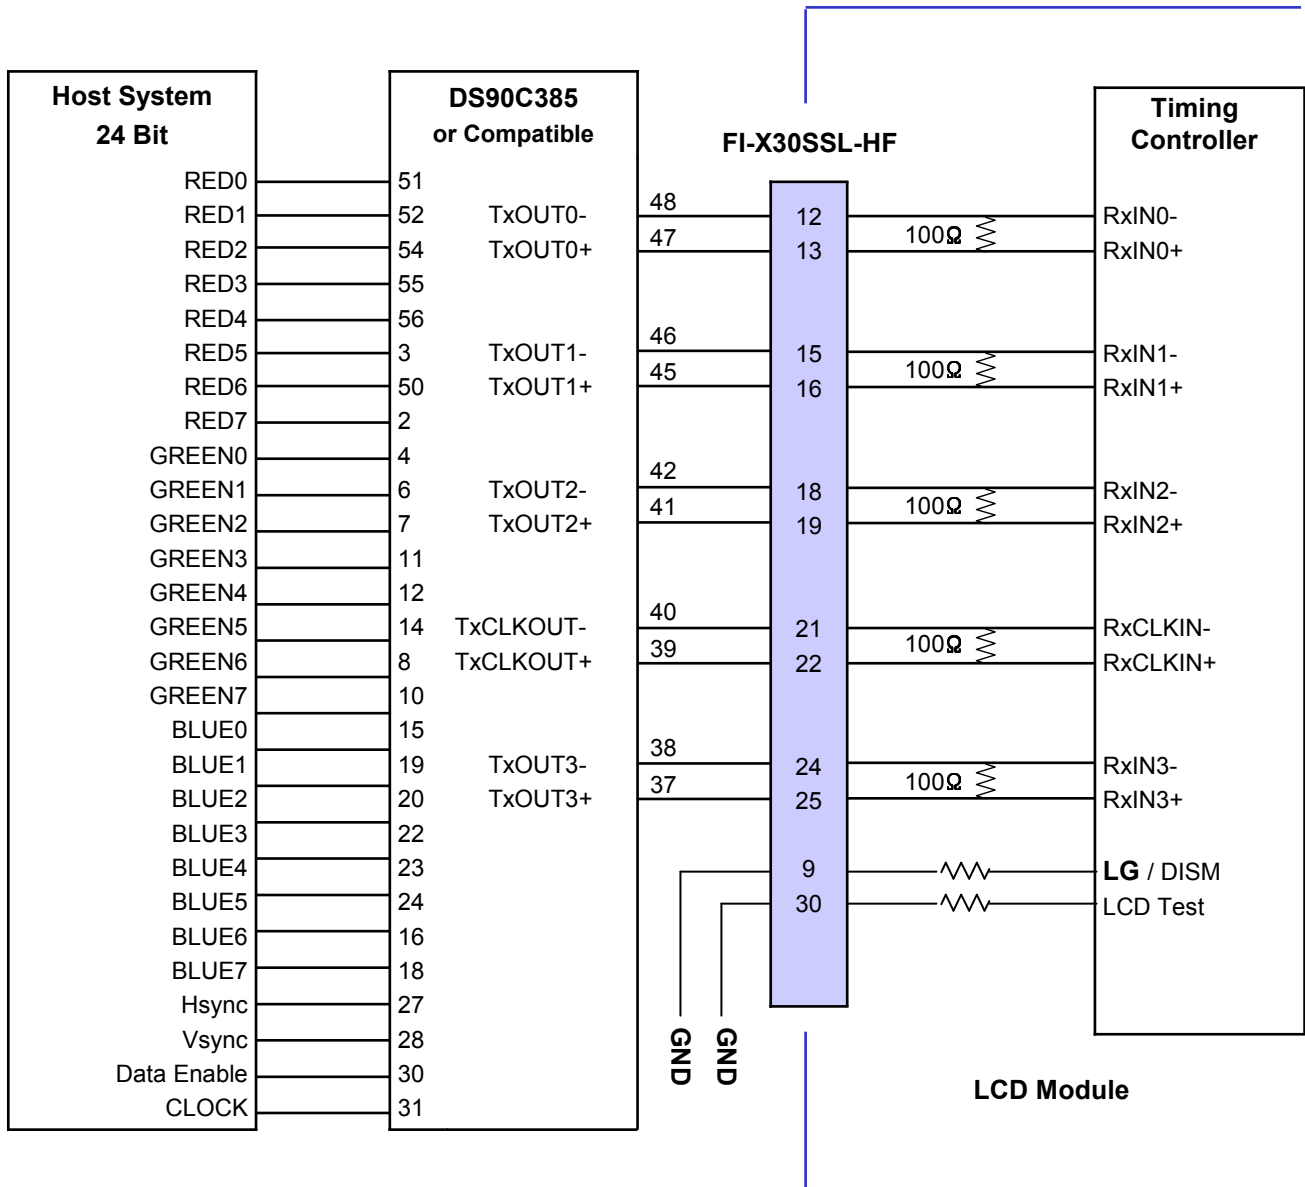 Host System
24 Bit
RED0
RED1
RED2
RED3
RED4
RED5
RED6
RED7
GREEN0
GREEN1
GREEN2
GREEN3
GREEN4
GREEN5
GREEN6
GREEN7
BLUE0
BLUE1
BLUE2
BLUE3
BLUE4
BLUE5
BLUE6
BLUE7
Hsync
Vsync
Data Enable
CLOCK
DS90C385
or Compatible
51
52
54
55
56
3
50
2
4
6
7
11
12
14
8
10
15
19
20
22
23
24
16
18
27
28
30
31
TxOUT0-
TxOUT0+
TxOUT1-
TxOUT1+
TxOUT2-
TxOUT2+
TxCLKOUT-
TxCLKOUT+
TxOUT3-
TxOUT3+
48
47
46
45
42
41
40
39
38
37
GND
GND
FI-X30SSL-HF
12
13
15
16
18
19
21
22
24
25
9
30
100Ω
100Ω
100Ω
100Ω
100Ω
Timing
Controller
RxIN0-
RxIN0+
RxIN1-
RxIN1+
RxIN2-
RxIN2+
RxCLKIN-
RxCLKIN+
RxIN3-
RxIN3+
LG / DISM
LCD Test
LCD Module